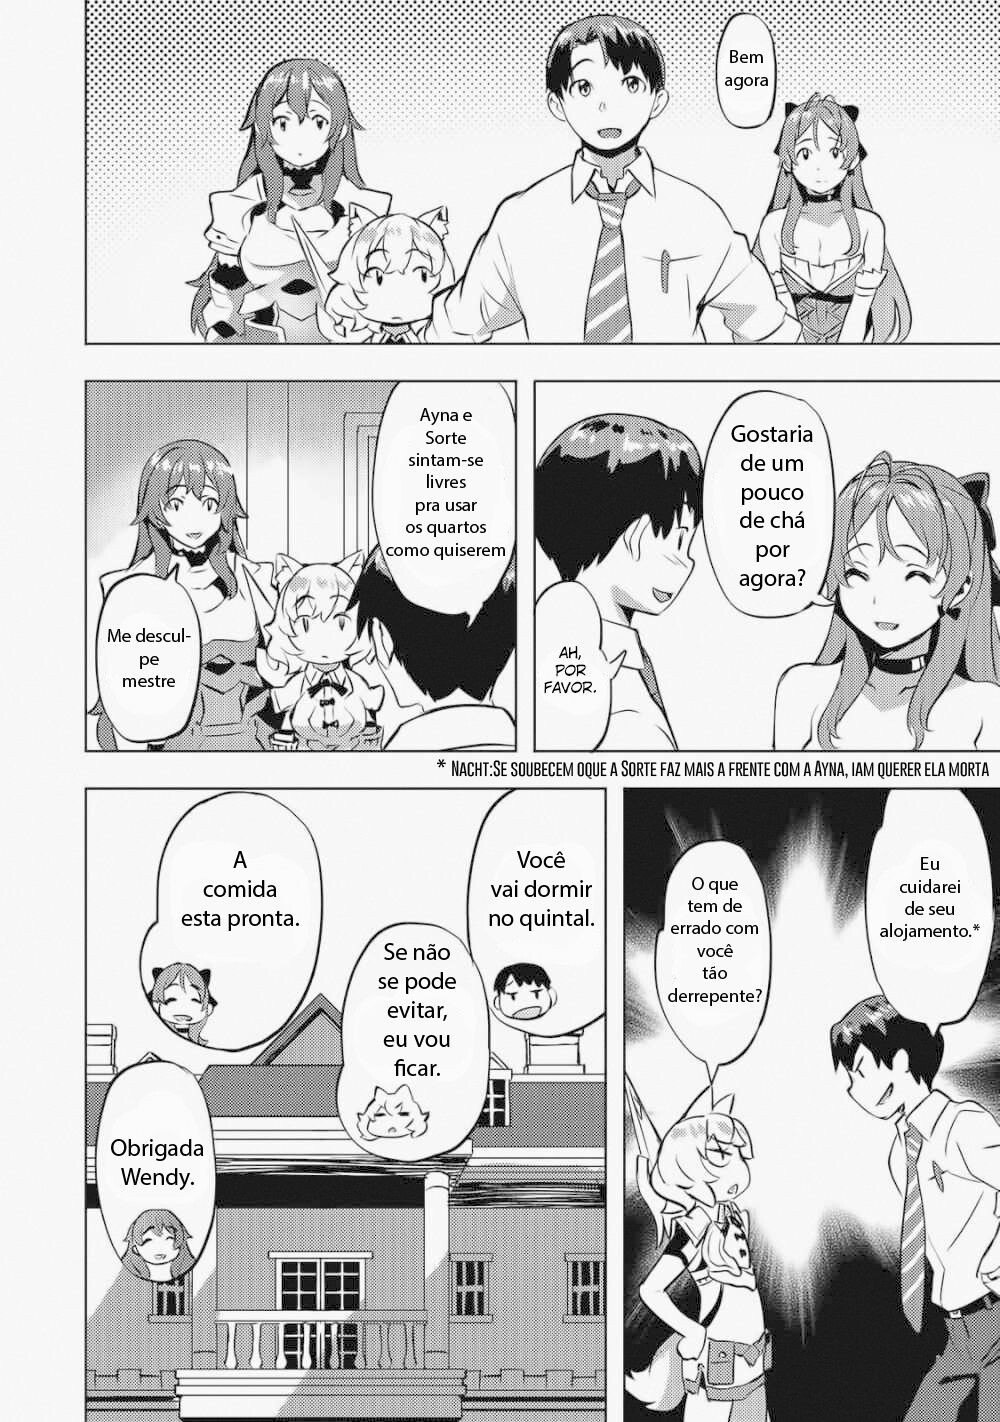 Bem
agora
Gostaria
de um
pouco
de chá
por
agora?
AH,
POR
FAVOR.
Ayna e
Sorte
sintam-se
livres
pra usar
os quartos
como quiserem
Me descul-
pe
mestre
* NACHT:SE SOUBECEM OQUE A SORTE FAZ MAIS A FRENTE COM A AYNA, IAM QUERER ELA MORTA
Eu
cuidarei
de seu
alojamento.*
O que
tem de
errado com
você
tão
derrepente?
Você
vai dormir
no quintal.
Se não
se pode
evitar,
eu vou
ficar.
A
comida
esta pronta.
Obrigada
Wendy.